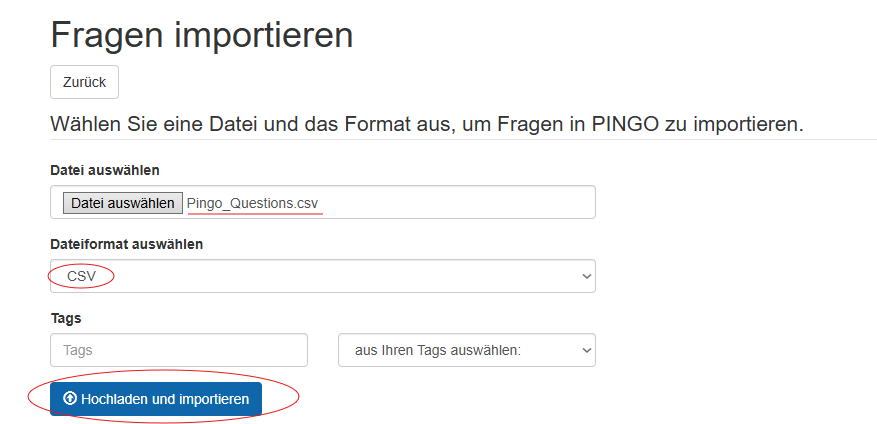 Fragen importieren
Zurück
Wählen Sie eine Datei und das Format aus, um Fragen in PINGO zu importieren.
Datei auswählen
Datei auswählen Pingo_Questions.csv
Dateiformat auswählen
CSV
Tags
Tags aus Ihren Tags auswählen:
Hochladen und importieren